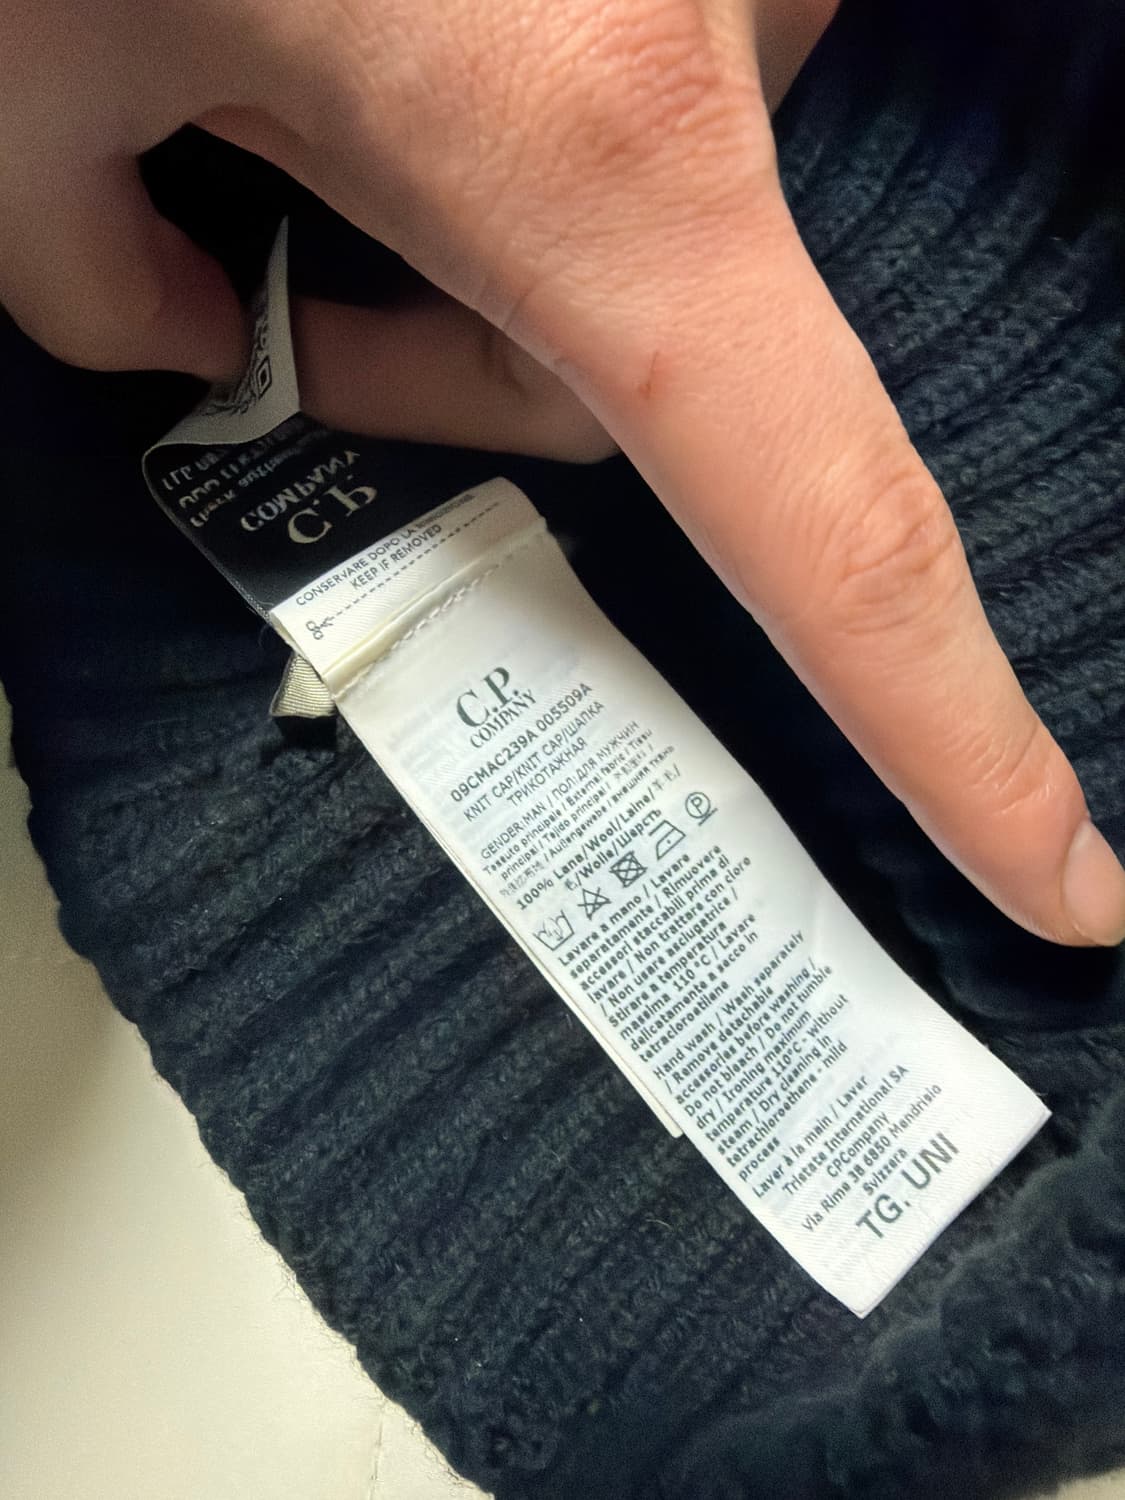 C.P.
COMPANY
CONSERVARE DOPO LA RIMOZIONE
KEEP IF REMOVED
C.P.
COMPANY
09CMAC239A 005509A
KNIT CAP/KNIT CAP/ШАПКА
ТРИКОТАЖНАЯ
GENDER:MAN / ПОЛ:ДЛЯ МУЖЧИН
Tessuto principale / External fabric / Tissu
principal / Tejido principal /
/ Außengewebe / внешняя ткань
100% Lana/Wool/Laine/
/Wolle/Шерсть
Lavare a mano / Lavare
separatamente / Rimuovere
accessori staccabili prima di
lavare / Non trattare con cloro
/ Non usare asciugatrice /
Stirare a temperatura
massima 110°C / Lavare
delicatamente a secco in
tetracloroetilene
Hand wash / Wash separately
/ Remove detachable
accessories before washing /
Do not bleach / Do not tumble
dry / Ironing maximum
temperature 110°C - without
steam / Dry cleaning in
tetrachloroethene - mild
process
Laver à la main / Laver
Tristate International SA
CPCompany
Via Rime 38 6850 Mendrisio
Svizzera
TG. UNI